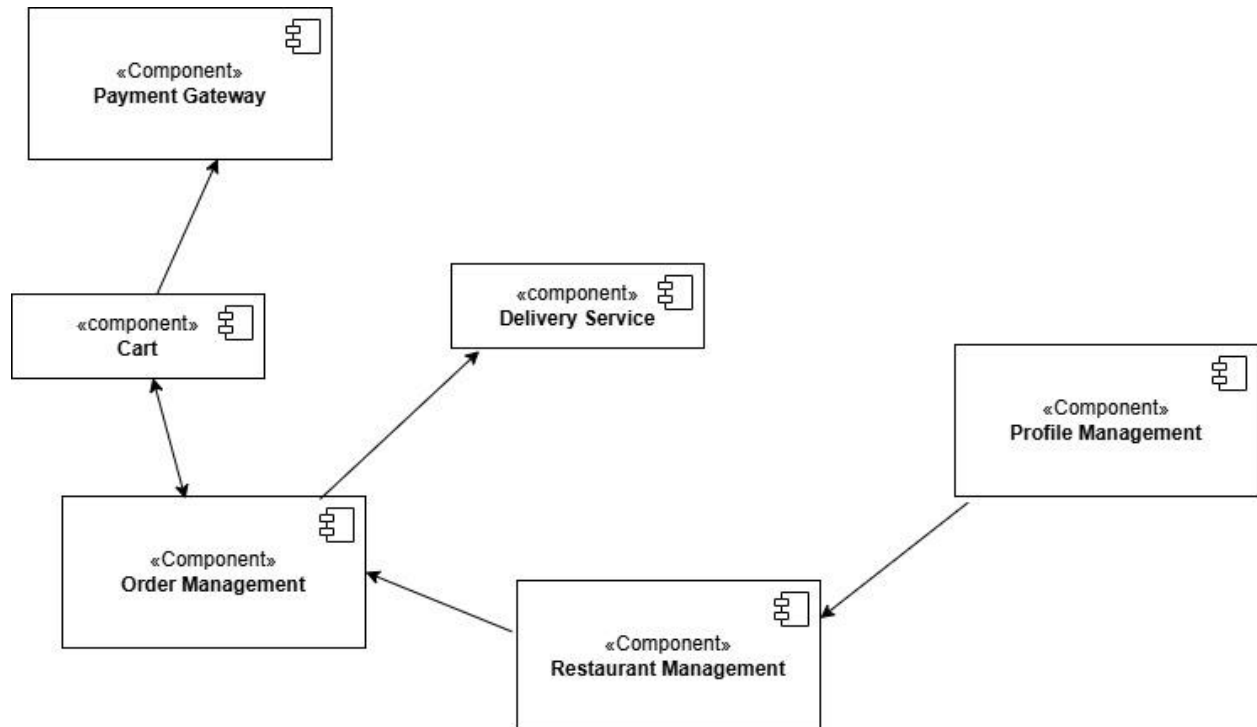 «Component»
Payment Gateway
«component»
Cart
«component»
Delivery Service
«Component»
Profile Management
«Component»
Order Management
«Component»
Restaurant Management